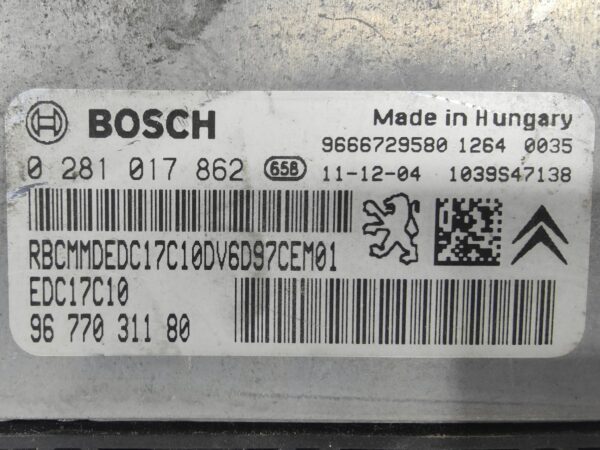 BOSCH
Made in Hungary
9666729580 1264 0035
0 281 017 862 658 11-12-04 1039S47138
RBCMMDEDC17C10DV6D97CEM01
EDC17C10
96 770 311 80